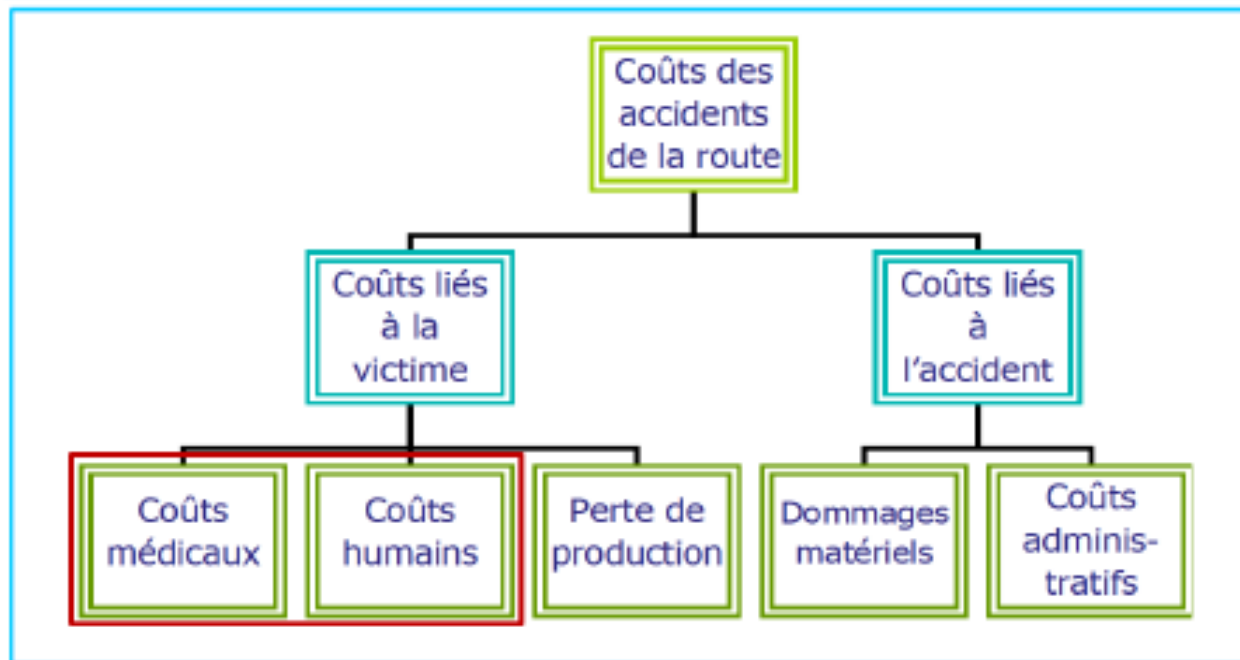 Coûts des
accidents
de la route
Coûts liés
à la
victime
Coûts liés
à
l'accident
Coûts
médicaux
Coûts
humains
Perte de
production
Dommages
matériels
Coûts
adminis-
tratifs